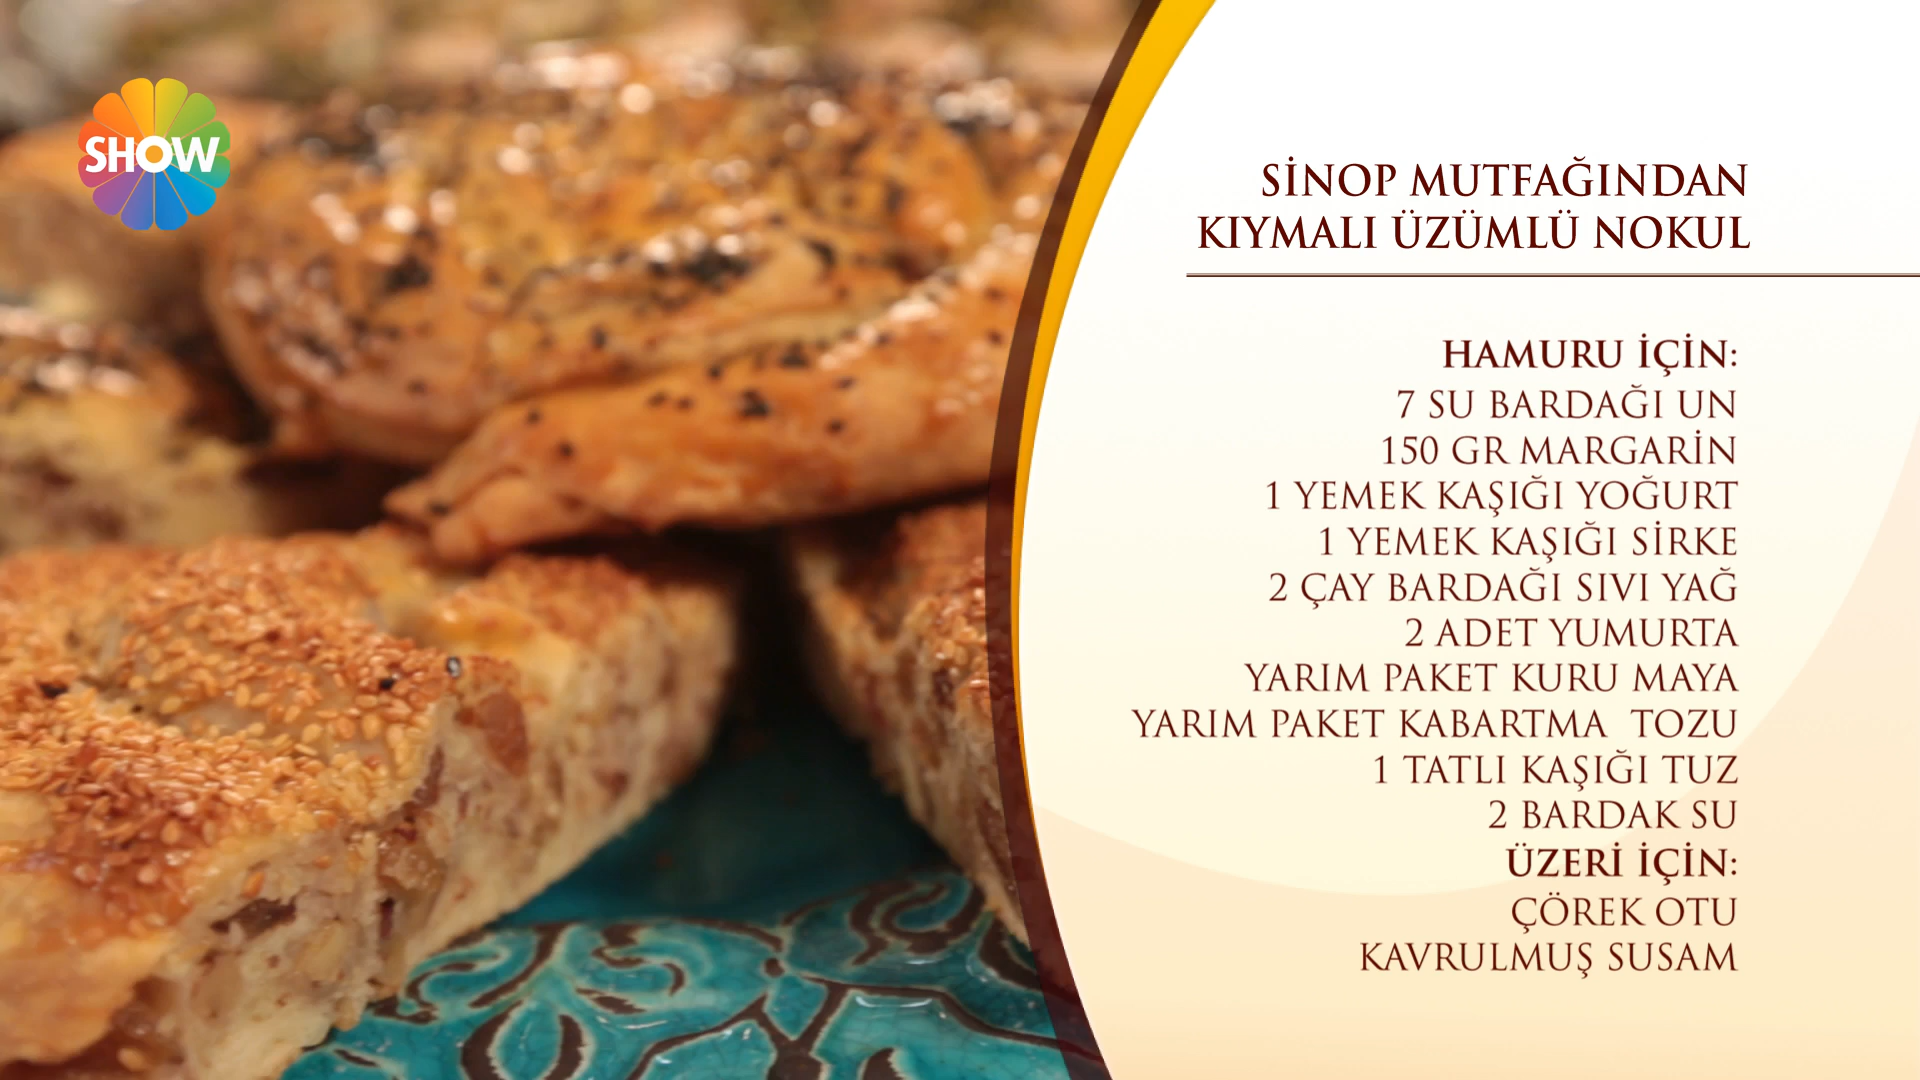 SHOW
SİNOP MUTFAĞINDAN
KIYMALI ÜZÜMLÜ NOKUL
HAMURU İÇİN:
7 SU BARDAĞI UN
150 GR MARGARİN
1 YEMEK KAŞIĞI YOĞURT
1 YEMEK KAŞIĞI SİRKE
2 ÇAY BARDAĞI SIVI YAĞ
2 ADET YUMURTA
YARIM PAKET KURU MAYA
YARIM PAKET KABARTMA TOZU
1 TATLI KAŞIĞI TUZ
2 BARDAK SU
ÜZERİ İÇİN:
ÇÖREK OTU
KAVRULMUŞ SUSAM